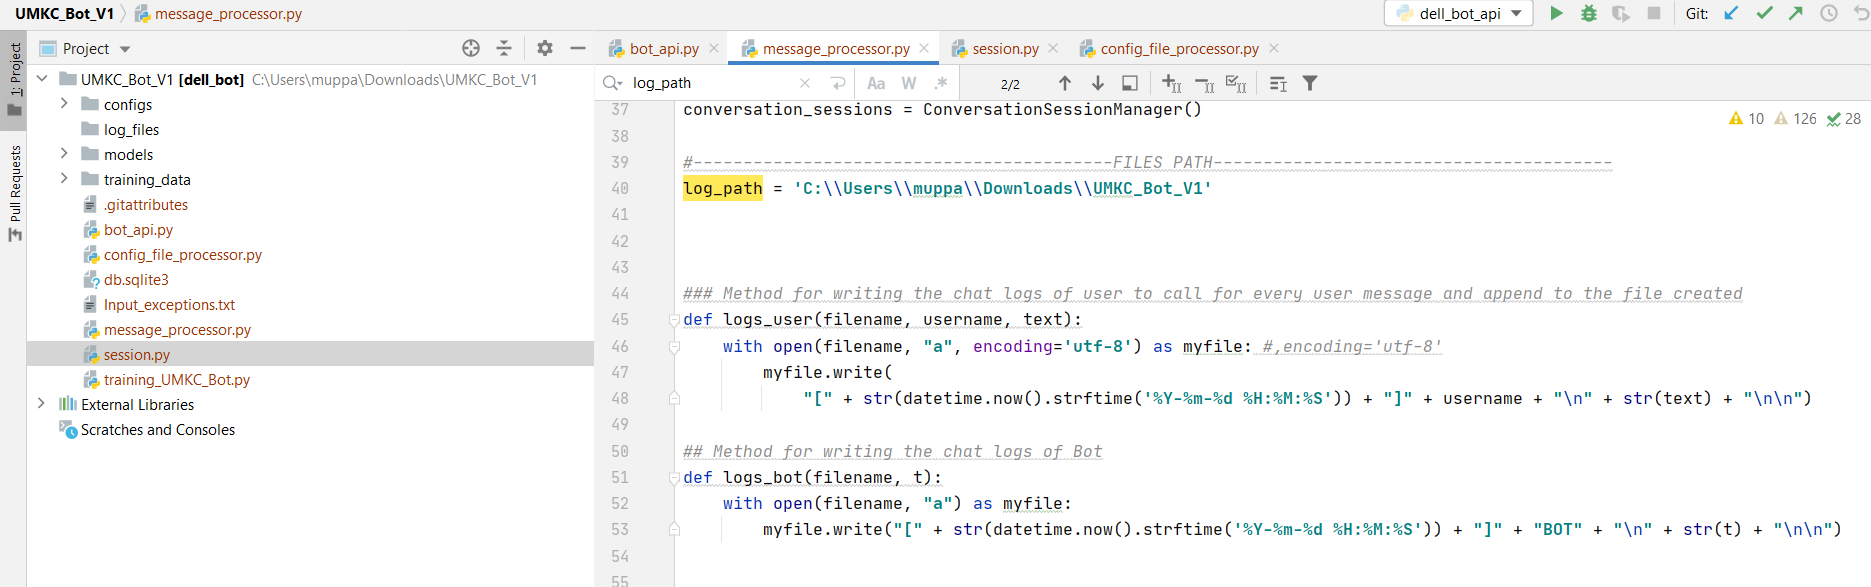 UMKC_Bot_V1 message_processor.py dell_bot_api Git:
Project bot_api.py message_processor.py session.py config_file_processor.py
1: Project
Pull Requests
UMKC_Bot_V1 [dell_bot] C:\Users\muppa\Downloads\UMKC_Bot_V1
configs
log_files
models
training_data
.gitattributes
bot_api.py
config_file_processor.py
db.sqlite3
Input_exceptions.txt
message_processor.py
session.py
training_UMKC_Bot.py
External Libraries
Scratches and Consoles
log_path Aa W .* 2/2
10 126 28
37 conversation_sessions = ConversationSessionManager()
38
39 #------------------------------------------FILES PATH----------------------------------------
40 log_path = 'C:\\Users\\muppa\\Downloads\\UMKC_Bot_V1'
41
42
43
44 ### Method for writing the chat logs of user to call for every user message and append to the file created
45 def logs_user(filename, username, text):
46     with open(filename, "a", encoding='utf-8') as myfile: #,encoding='utf-8'
47         myfile.write(
48             "[" + str(datetime.now().strftime('%Y-%m-%d %H:%M:%S')) + "]" + username + "\n" + str(text) + "\n\n")
49
50 ## Method for writing the chat logs of Bot
51 def logs_bot(filename, t):
52     with open(filename, "a") as myfile:
53         myfile.write("[" + str(datetime.now().strftime('%Y-%m-%d %H:%M:%S')) + "]" + "BOT" + "\n" + str(t) + "\n\n")
54
55